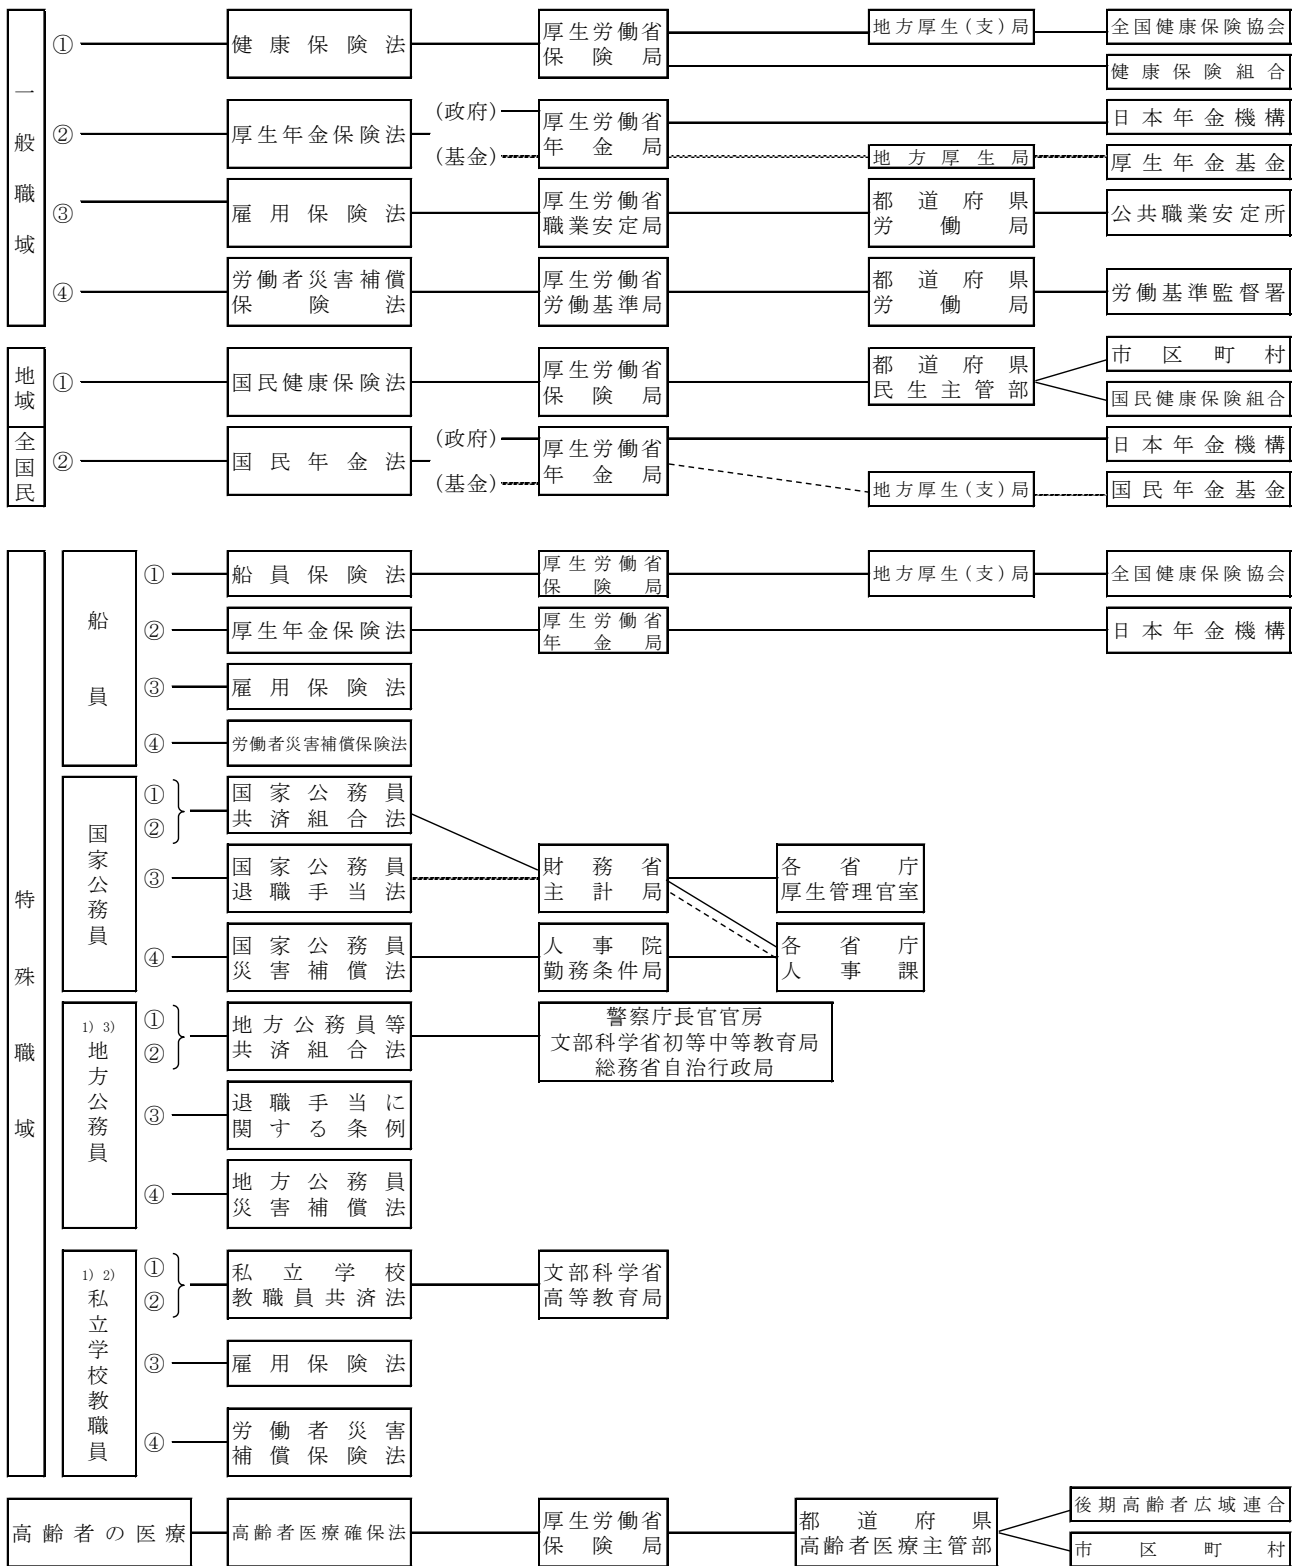 一般職域
① 健康保険法 厚生労働省 地方厚生(支)局 全国健康保険協会
保険局
健康保険組合
② 厚生年金保険法 (政府) 厚生労働省 日本年金機構
(基金) 年金局 地方厚生局 厚生年金基金
③ 雇用保険法 厚生労働省 都道府県 公共職業安定所
職業安定局 労働局
④ 労働者災害補償 厚生労働省 都道府県 労働基準監督署
保険法 労働基準局 労働局
地域
① 国民健康保険法 厚生労働省 都道府県 市区町村
保険局 民生主管部 国民健康保険組合
全国民
② 国民年金法 (政府) 厚生労働省 日本年金機構
(基金) 年金局 地方厚生(支)局 国民年金基金
特殊職域
船員
① 船員保険法 厚生労働省 地方厚生(支)局 全国健康保険協会
保険局
② 厚生年金保険法 厚生労働省 日本年金機構
年金局
③ 雇用保険法
④ 労働者災害補償保険法
国家公務員
① 国家公務員
② 共済組合法
③ 国家公務員 財務省 各省庁
退職手当法 主計局 厚生管理官室
④ 国家公務員 人事院 各省庁
災害補償法 勤務条件局 人事課
1) 3)
地方公務員
① 地方公務員等 警察庁長官官房
② 共済組合法 文部科学省初等中等教育局
総務省自治行政局
③ 退職手当に
関する条例
④ 地方公務員
災害補償法
1) 2)
私立学校教職員
① 私立学校 文部科学省
② 教職員共済法 高等教育局
③ 雇用保険法
④ 労働者災害
補償保険法
高齢者の医療 高齢者医療確保法 厚生労働省 都道府県 後期高齢者広域連合
保険局 高齢者医療主管部 市区町村